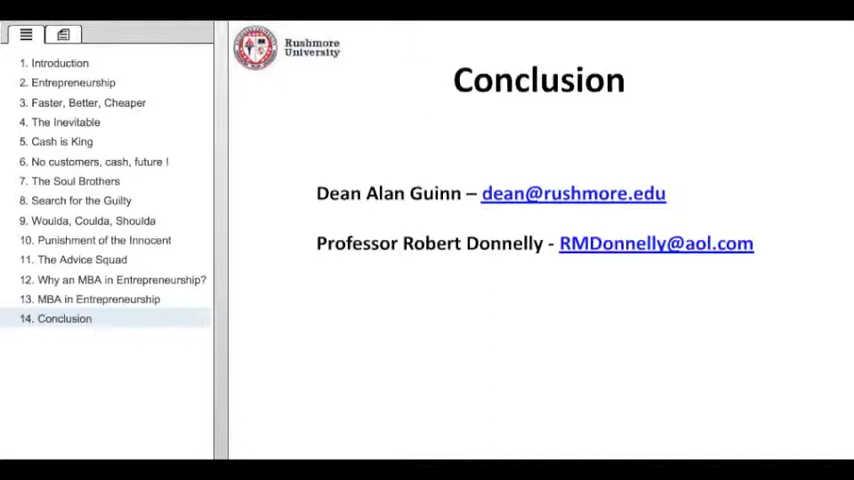 1. Introduction
2. Entrepreneurship
3. Faster, Better, Cheaper
4. The Inevitable
5. Cash is King
6. No customers, cash, future !
7. The Soul Brothers
8. Search for the Guilty
9. Woulda, Coulda, Shoulda
10. Punishment of the Innocent
11. The Advice Squad
12. Why an MBA in Entrepreneurship?
13. MBA in Entrepreneurship
14. Conclusion
Rushmore
University
Conclusion
Dean Alan Guinn – dean@rushmore.edu
Professor Robert Donnelly - RMDonnelly@aol.com